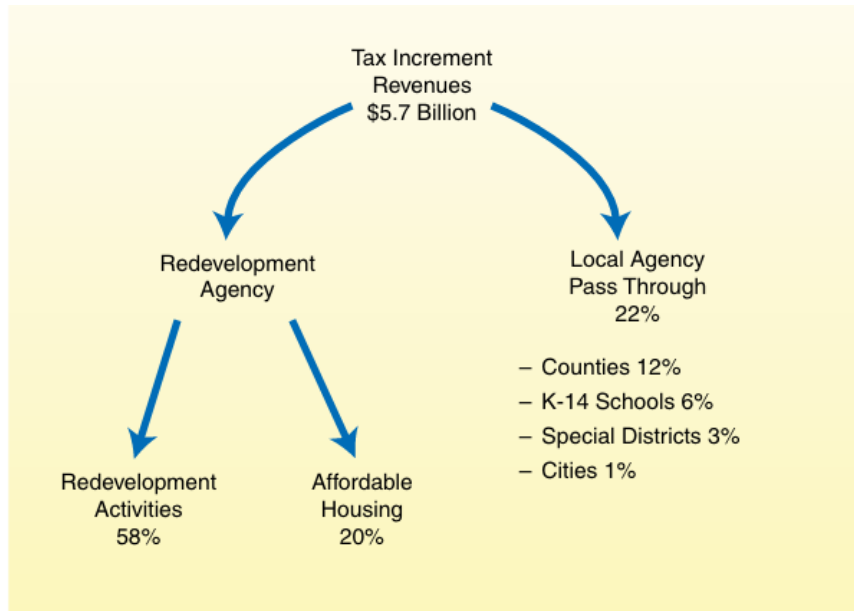 Tax Increment
Revenues
$5.7 Billion
Redevelopment
Agency
Local Agency
Pass Through
22%
– Counties 12%
– K-14 Schools 6%
– Special Districts 3%
– Cities 1%
Redevelopment
Activities
58%
Affordable
Housing
20%